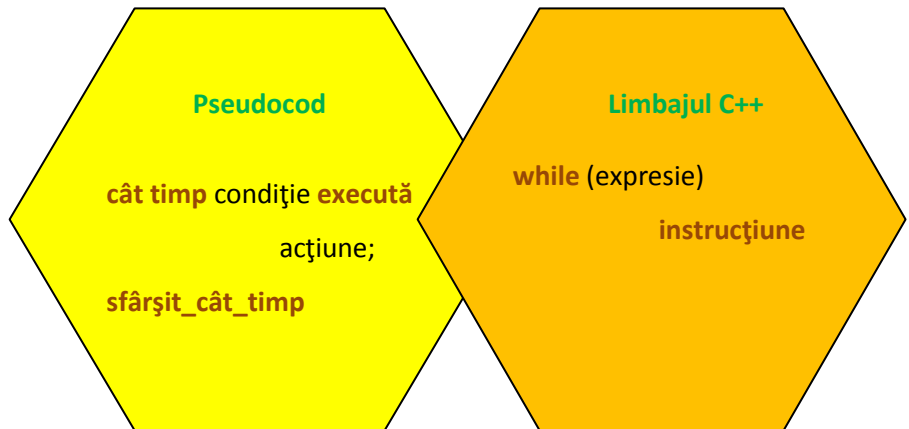 Pseudocod
cât timp condiţie execută
acţiune;
sfârşit_cât_timp
Limbajul C++
while (expresie)
instrucţiune